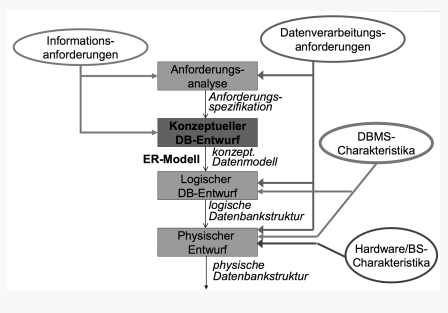 Informations-
anforderungen
Datenverarbeitungs-
anforderungen
Anforderungs-
analyse
Anforderungs-
spezifikation
Konzeptueller
DB-Entwurf
ER-Modell
konzept.
Datenmodell
DBMS-
Charakteristika
Logischer
DB-Entwurf
logische
Datenbankstruktur
Physischer
Entwurf
Hardware/BS-
Charakteristika
physische
Datenbankstruktur